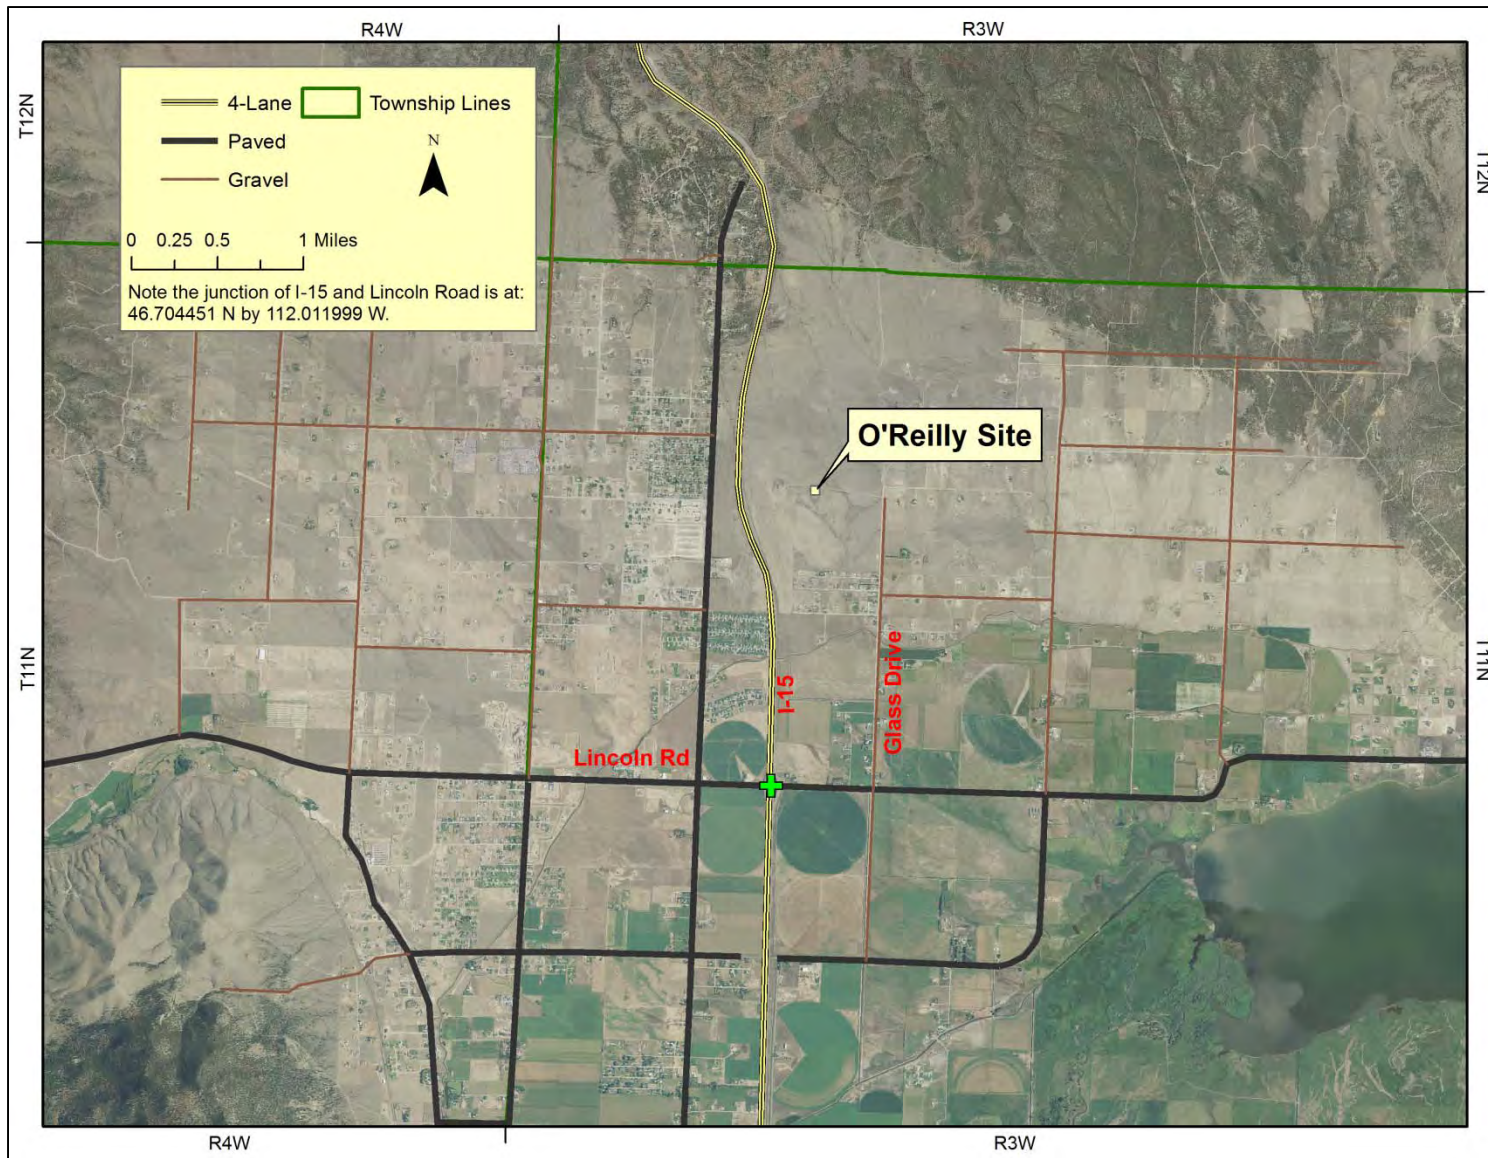 R4W
R3W
T12N
T12N
4-Lane
Township Lines
Paved
N
Gravel
0 0.25 0.5 1 Miles
Note the junction of I-15 and Lincoln Road is at:
46.704451 N by 112.011999 W.
O'Reilly Site
T11N
T11N
Glass Drive
I-15
Lincoln Rd
R4W
R3W